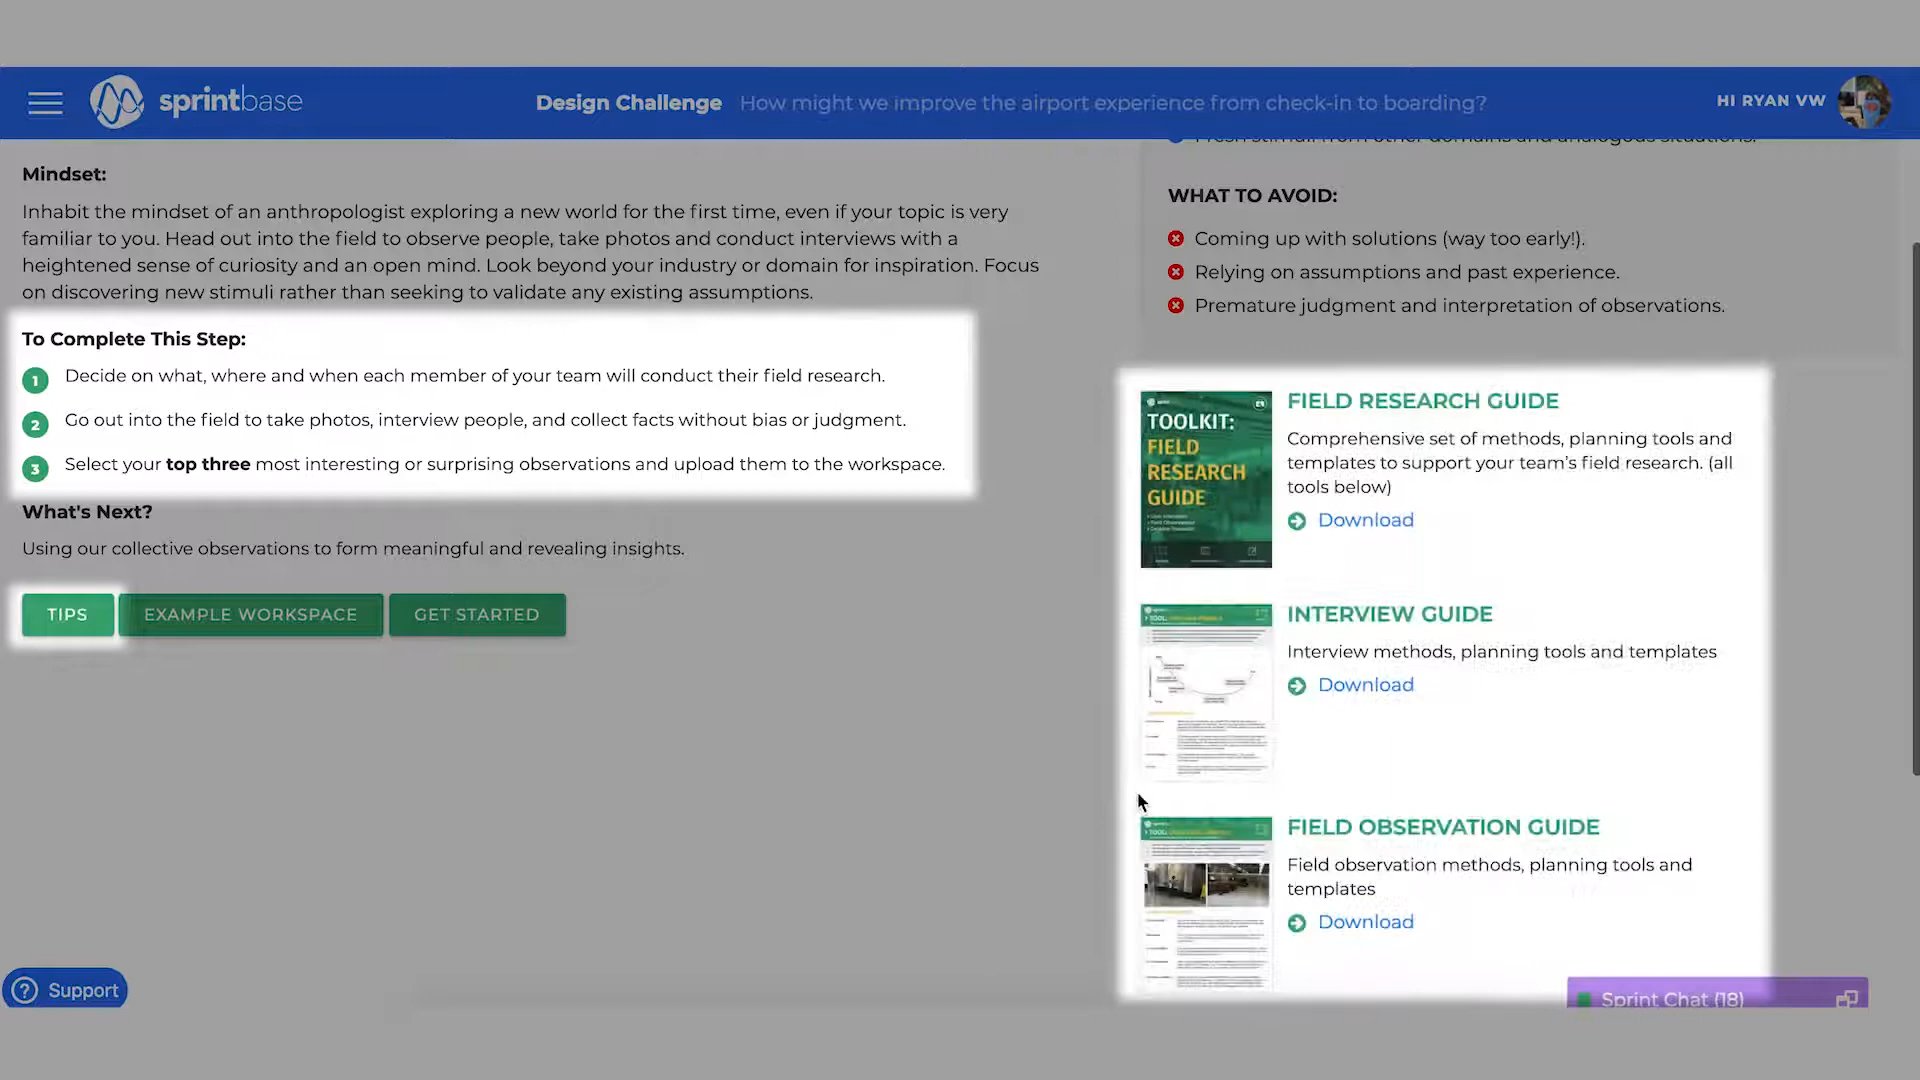 sprintbase
Design Challenge How might we improve the airport experience from check-in to boarding?
HI RYAN VW
Mindset:
Inhabit the mindset of an anthropologist exploring a new world for the first time, even if your topic is very
familiar to you. Head out into the field to observe people, take photos and conduct interviews with a
heightened sense of curiosity and an open mind. Look beyond your industry or domain for inspiration. Focus
on discovering new stimuli rather than seeking to validate any existing assumptions.
To Complete This Step:
1 Decide on what, where and when each member of your team will conduct their field research.
2 Go out into the field to take photos, interview people, and collect facts without bias or judgment.
3 Select your top three most interesting or surprising observations and upload them to the workspace.
What's Next?
Using our collective observations to form meaningful and revealing insights.
TIPS
EXAMPLE WORKSPACE
GET STARTED
Fresh stimuli from other domains and analogous situations.
WHAT TO AVOID:
Coming up with solutions (way too early!).
Relying on assumptions and past experience.
Premature judgment and interpretation of observations.
TOOLKIT:
FIELD
RESEARCH
GUIDE
FIELD RESEARCH GUIDE
Comprehensive set of methods, planning tools and
templates to support your team's field research. (all
tools below)
Download
INTERVIEW GUIDE
Interview methods, planning tools and templates
Download
FIELD OBSERVATION GUIDE
Field observation methods, planning tools and
templates
Download
? Support
Sprint Chat (18)